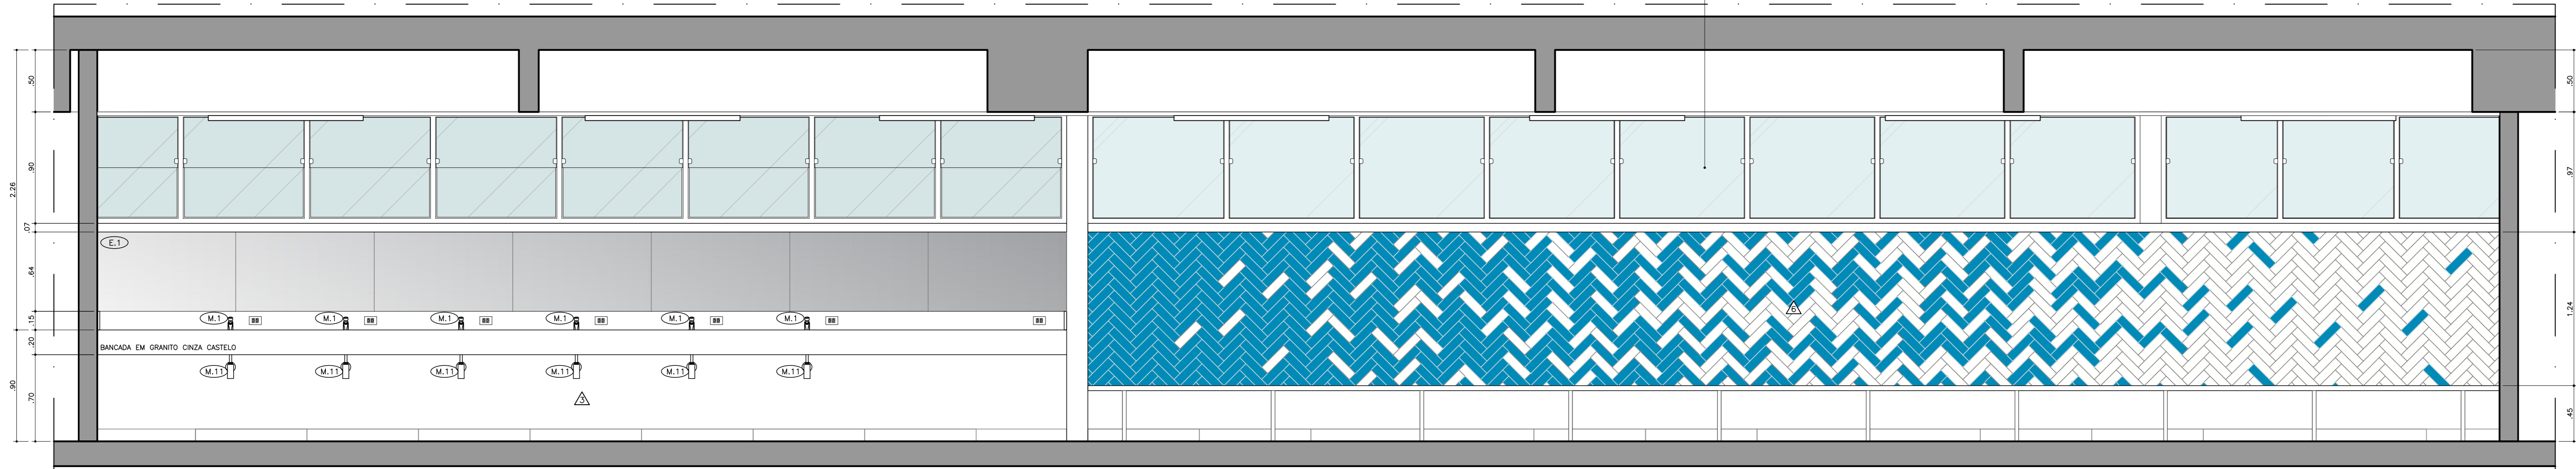 .50
.90
2.26
.07
.64
.15
.20
.90
.70
E.1
M.1
M.1
M.1
M.1
M.1
M.1
BANCADA EM GRANITO CINZA CASTELO
M.11
M.11
M.11
M.11
M.11
M.11
3
6
.50
.97
1.24
.45